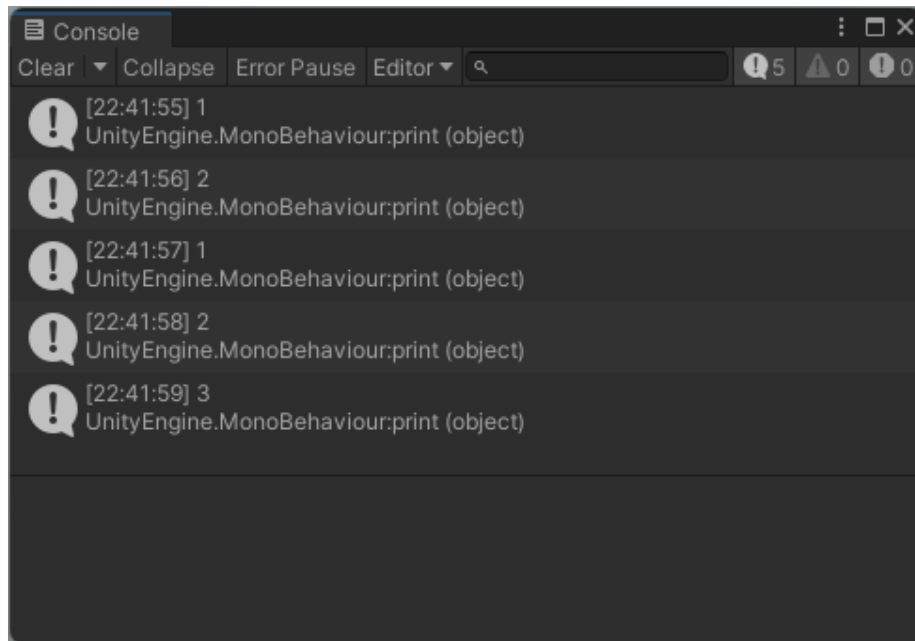 Console
Clear Collapse Error Pause Editor 5 0 0
[22:41:55] 1
UnityEngine.MonoBehaviour:print (object)
[22:41:56] 2
UnityEngine.MonoBehaviour:print (object)
[22:41:57] 1
UnityEngine.MonoBehaviour:print (object)
[22:41:58] 2
UnityEngine.MonoBehaviour:print (object)
[22:41:59] 3
UnityEngine.MonoBehaviour:print (object)